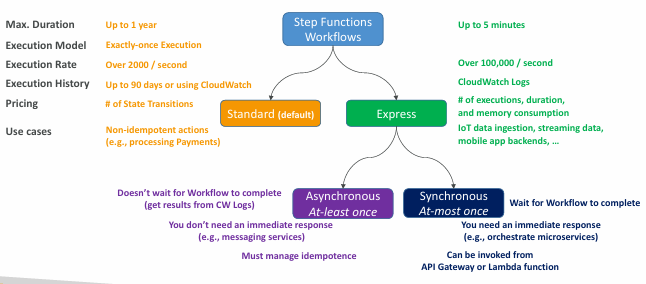 Step Functions
Workflows
Max. Duration
Up to 1 year
Up to 5 minutes
Execution Model
Exactly-once Execution
Execution Rate
Over 2000 / second
Over 100,000 / second
Execution History
Up to 90 days or using CloudWatch
CloudWatch Logs
Pricing
# of State Transitions
# of executions, duration,
and memory consumption
Use cases
Non-idempotent actions
(e.g., processing Payments)
IoT data ingestion, streaming data,
mobile app backends, ...
Standard (default)
Express
Doesn't wait for Workflow to complete
(get results from CW Logs)
Asynchronous
At-least once
Synchronous
At-most once
Wait for Workflow to complete
You don't need an immediate response
(e.g., messaging services)
You need an immediate response
(e.g., orchestrate microservices)
Must manage idempotence
Can be invoked from
API Gateway or Lambda function